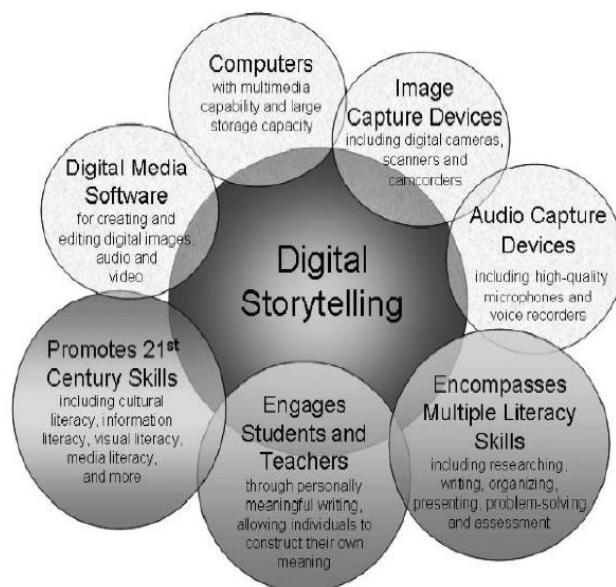 Computers
with multimedia
capability and large
storage capacity
Image
Capture Devices
including digital cameras,
scanners and
camcorders
Digital Media
Software
for creating and
editing digital images,
audio and
video
Audio Capture
Devices
including high-quality
microphones and
voice recorders
Digital
Storytelling
Promotes 21st
Century Skills
including cultural
literacy, information
literacy, visual literacy,
media literacy,
and more
Engages
Students and
Teachers
through personally
meaningful writing,
allowing individuals to
construct their own
meaning
Encompasses
Multiple Literacy
Skills
including researching,
writing, organizing,
presenting, problem-solving
and assessment